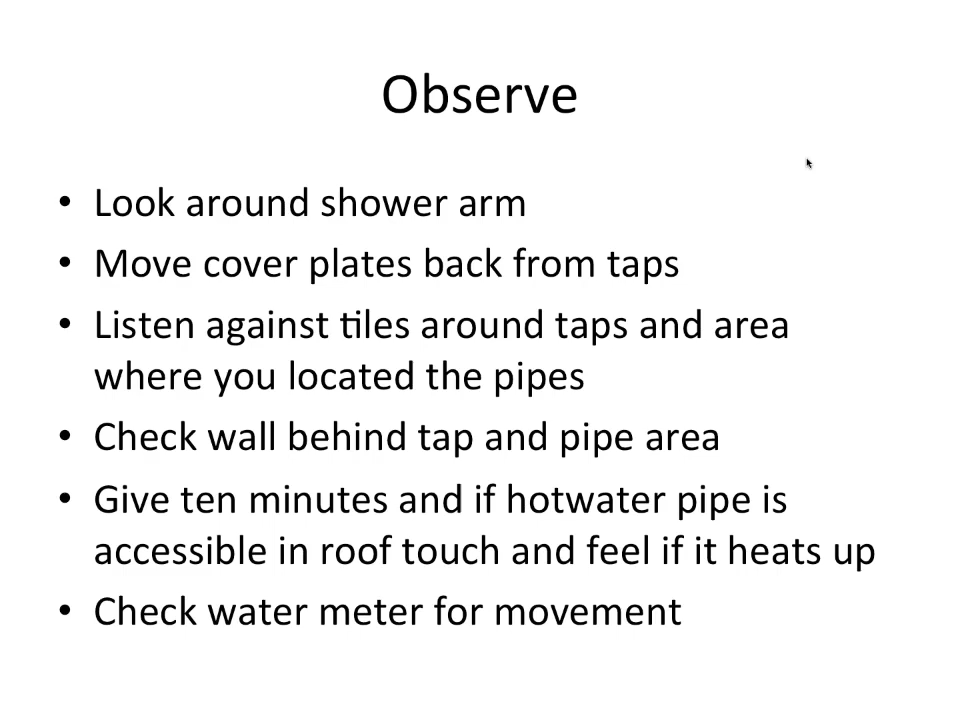 Observe
• Look around shower arm
• Move cover plates back from taps
• Listen against tiles around taps and area
where you located the pipes
• Check wall behind tap and pipe area
• Give ten minutes and if hotwater pipe is
accessible in roof touch and feel if it heats up
• Check water meter for movement